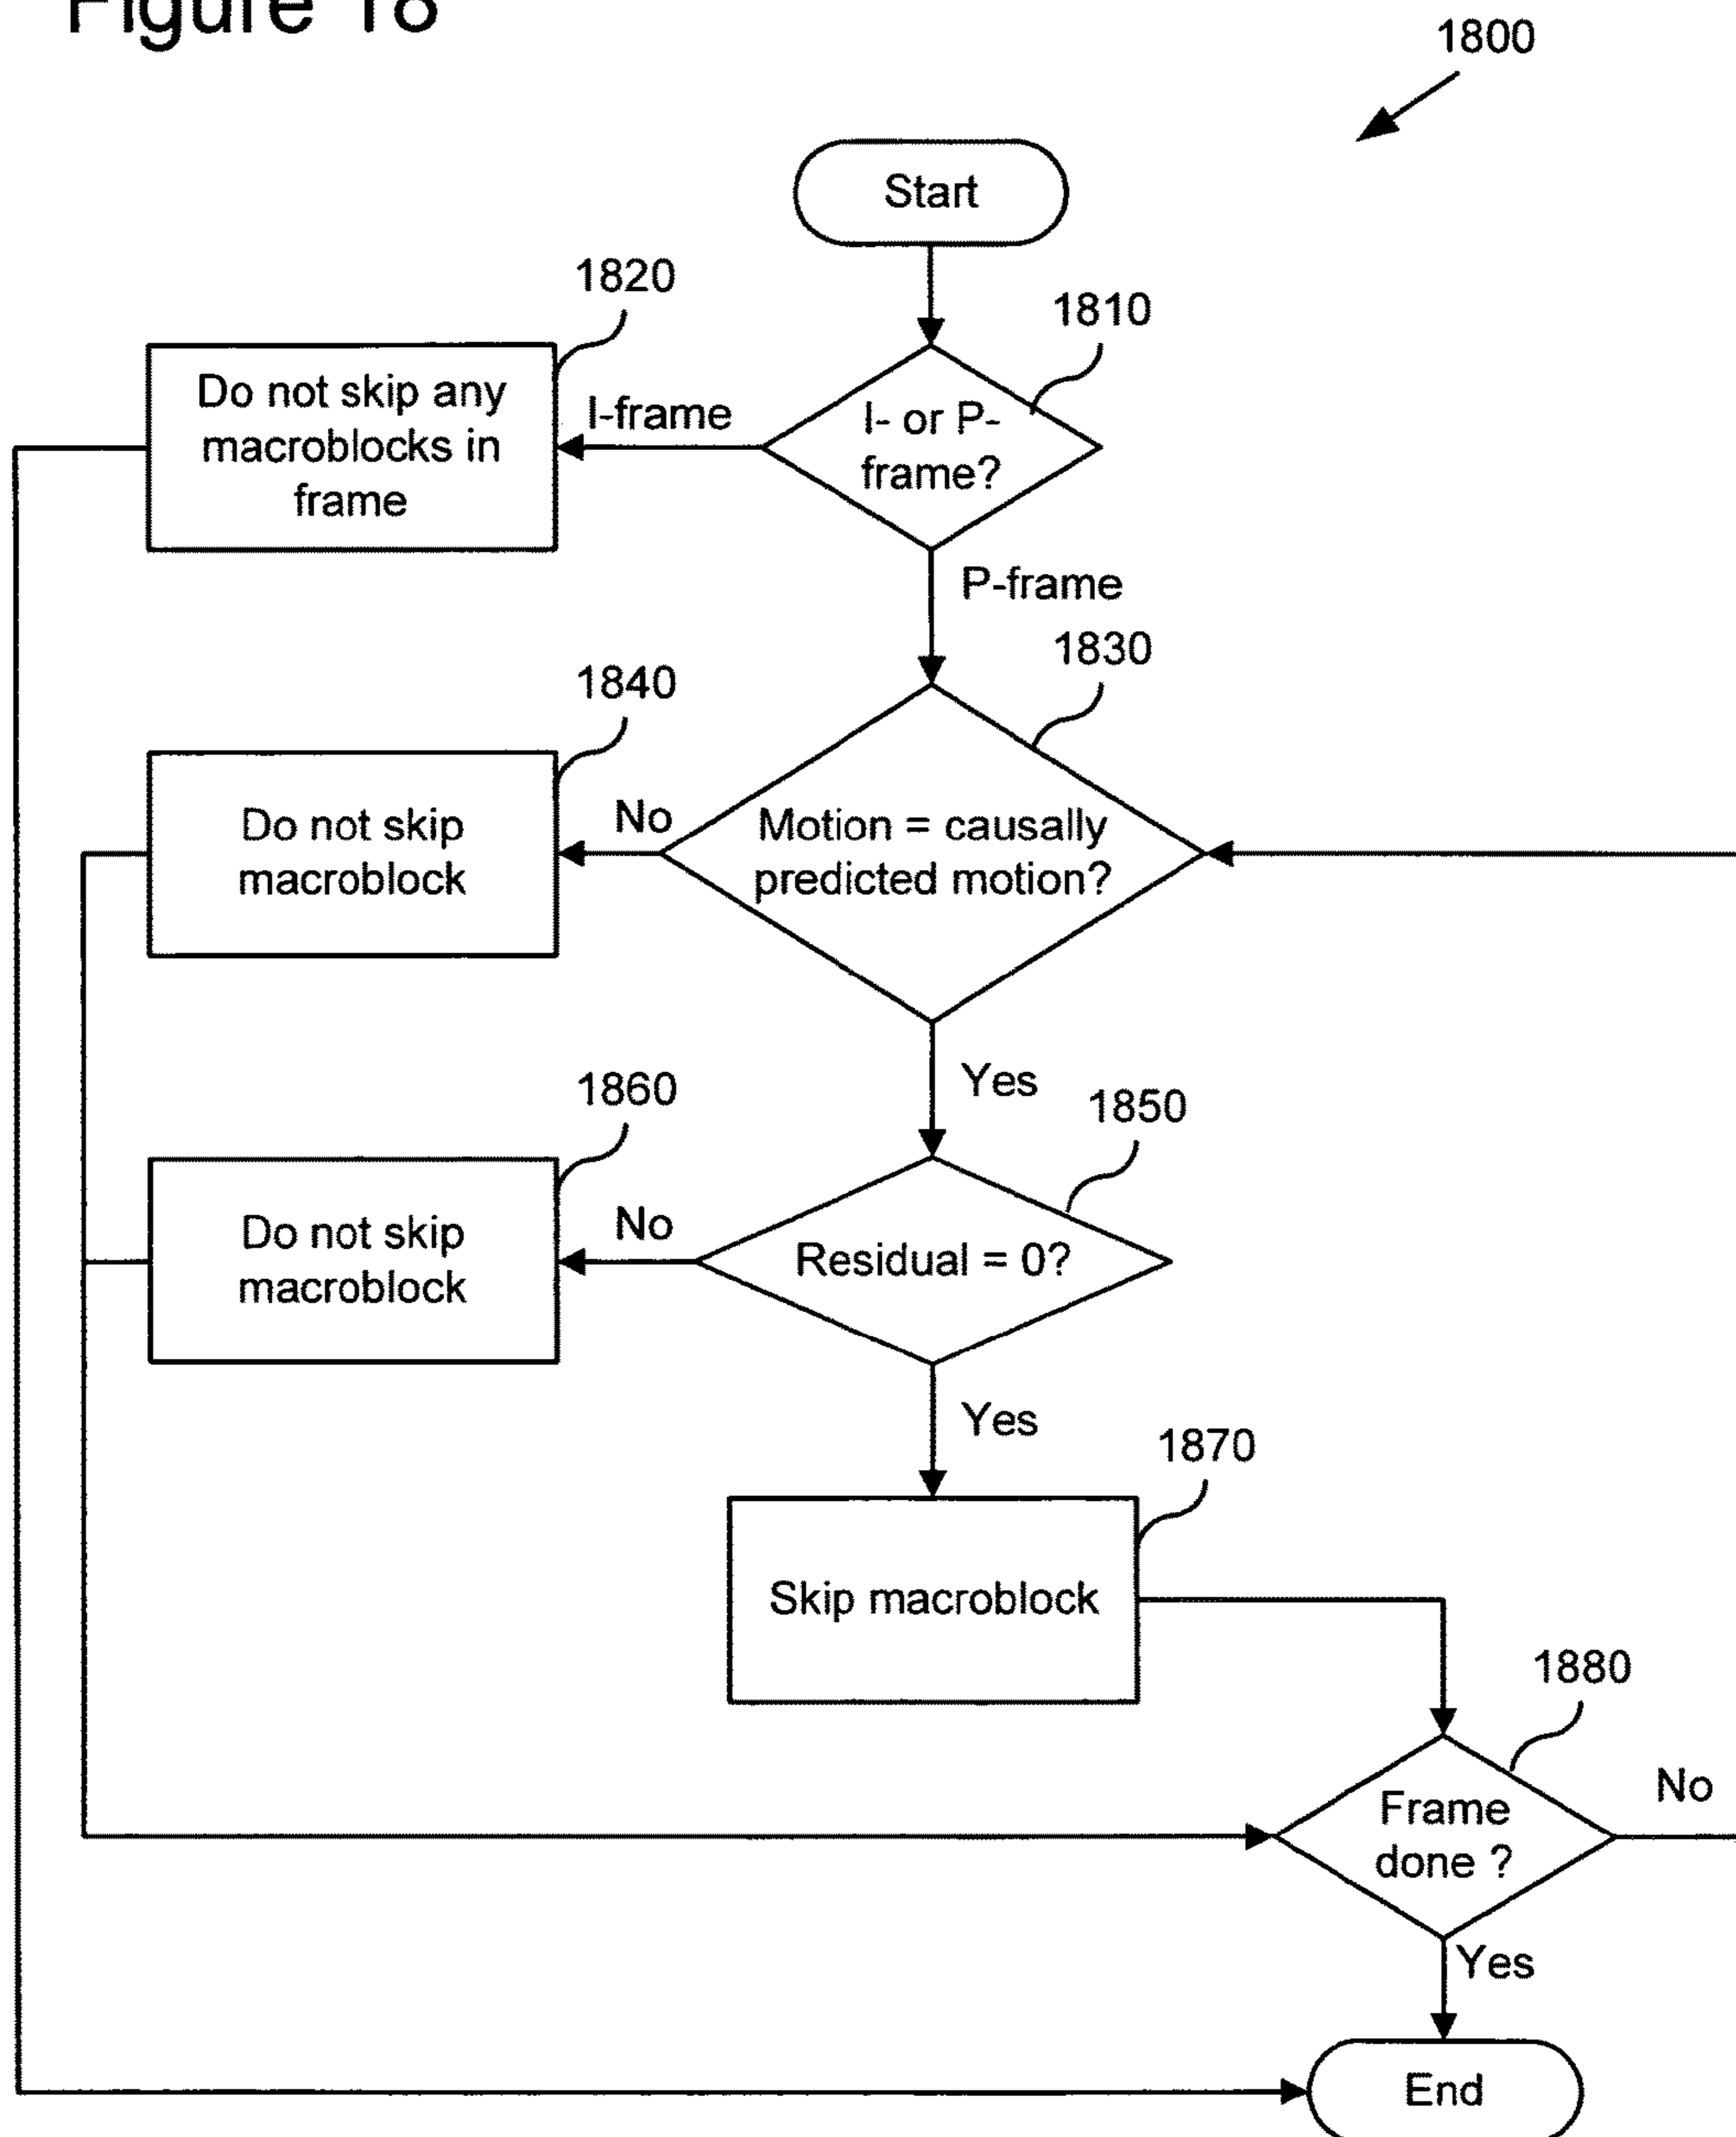 Figure 18
1800
Start
1820
1810
Do not skip any
macroblocks in
frame
I-frame
I- or P-
frame?
P-frame
1830
1840
Do not skip
macroblock
No
Motion = causally
predicted motion?
Yes
1860
1850
Do not skip
macroblock
No
Residual = 0?
Yes
1870
Skip macroblock
1880
Frame
done ?
No
Yes
End